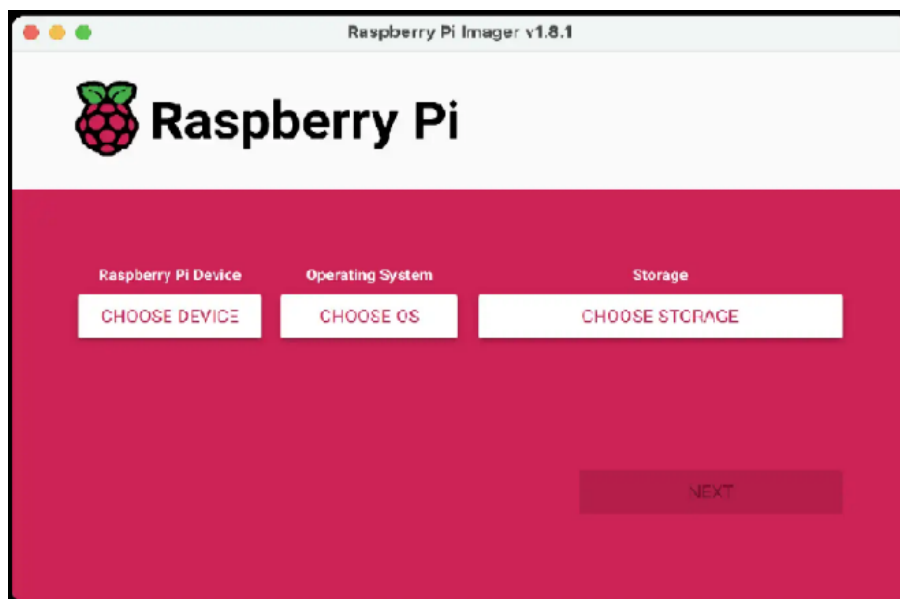 Raspberry Pi Imager v1.8.1
Raspberry Pi
Raspberry Pi Device
Operating System
Storage
CHOOSE DEVICE
CHOOSE OS
CHOOSE STORAGE
NEXT